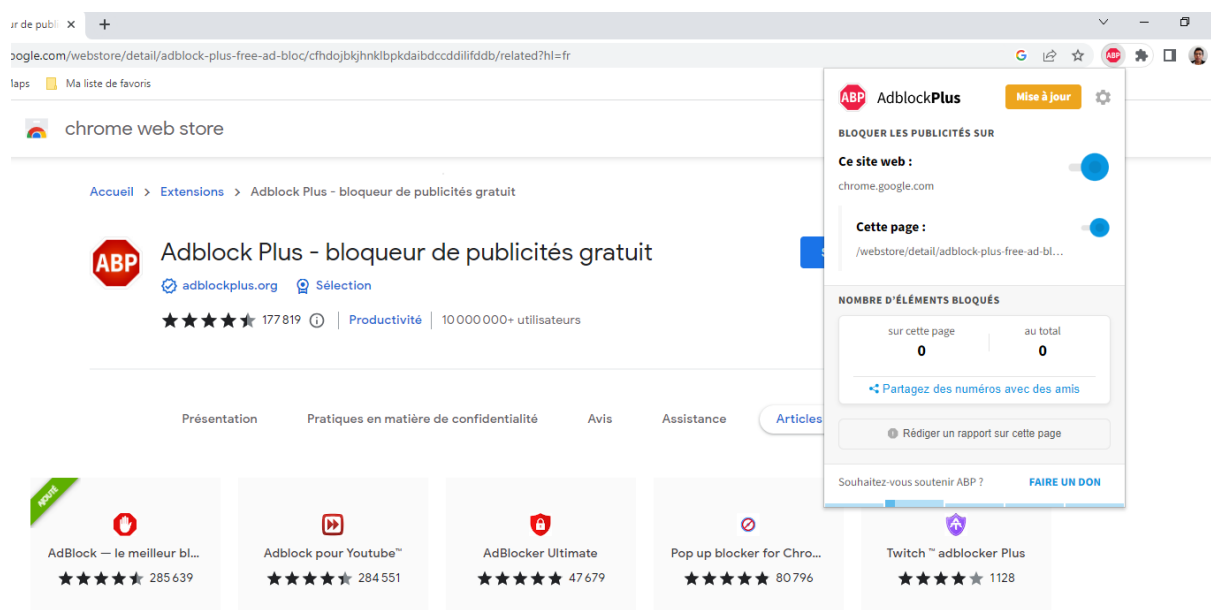 ur de publi
oogle.com/webstore/detail/adblock-plus-free-ad-bloc/cfhdojbkjhnklbpkdaibdccddilifddb/related?hl=fr
Maps
Ma liste de favoris
chrome web store
Accueil > Extensions > Adblock Plus - bloqueur de publicités gratuit
ABP
Adblock Plus - bloqueur de publicités gratuit
adblockplus.org
Sélection
177 819
Productivité
10 000 000+ utilisateurs
Présentation
Pratiques en matière de confidentialité
Avis
Assistance
Articles
AJOUTÉ
AdBlock — le meilleur bl...
285 639
Adblock pour Youtube™
284 551
AdBlocker Ultimate
47 679
Pop up blocker for Chro...
80 796
Twitch ™ adblocker Plus
1128
ABP
ABP
AdblockPlus
Mise à jour
BLOQUER LES PUBLICITÉS SUR
Ce site web :
chrome.google.com
Cette page :
/webstore/detail/adblock-plus-free-ad-bl...
NOMBRE D'ÉLÉMENTS BLOQUÉS
sur cette page
0
au total
0
Partagez des numéros avec des amis
Rédiger un rapport sur cette page
Souhaitez-vous soutenir ABP ?
FAIRE UN DON